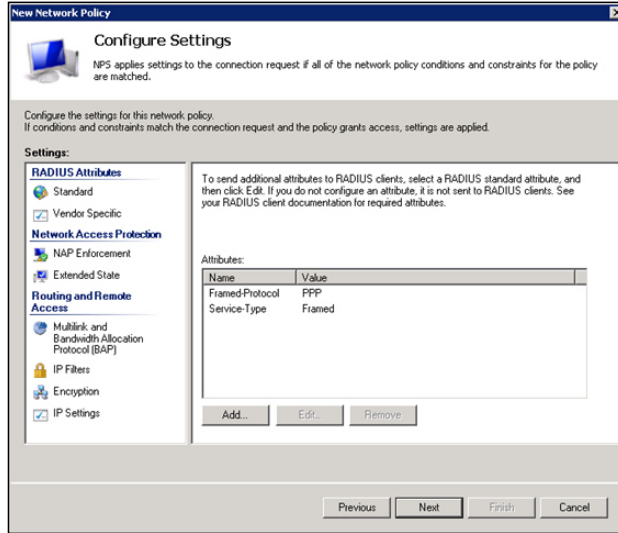 New Network Policy
Configure Settings
NPS applies settings to the connection request if all of the network policy conditions and constraints for the policy
are matched.
Configure the settings for this network policy.
If conditions and constraints match the connection request and the policy grants access, settings are applied.
Settings:
RADIUS Attributes
Standard
Vendor Specific
Network Access Protection
NAP Enforcement
Extended State
Routing and Remote
Access
Multilink and
Bandwidth Allocation
Protocol (BAP)
IP Filters
Encryption
IP Settings
To send additional attributes to RADIUS clients, select a RADIUS standard attribute, and
then click Edit. If you do not configure an attribute, it is not sent to RADIUS clients. See
your RADIUS client documentation for required attributes.
Attributes:
Name Value
Framed-Protocol PPP
Service-Type Framed
Add... Edit... Remove
Previous Next Finish Cancel